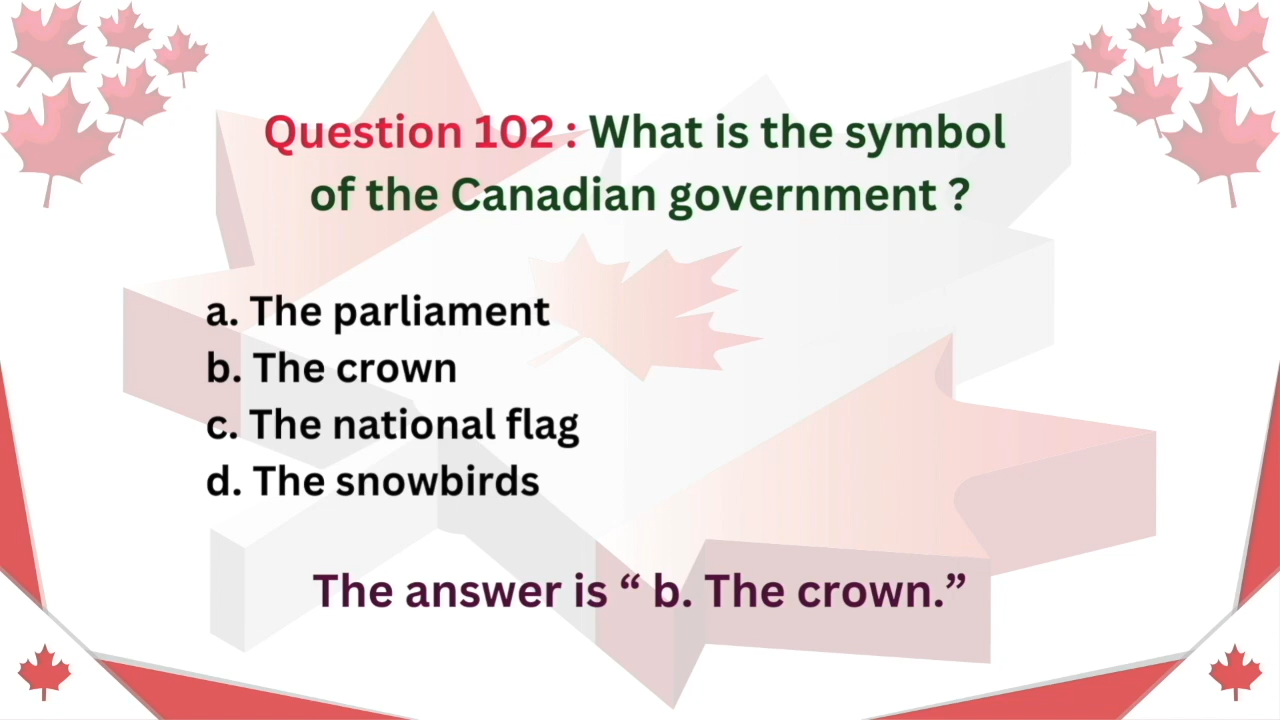 Question 102 : What is the symbol
of the Canadian government ?
a. The parliament
b. The crown
c. The national flag
d. The snowbirds
The answer is “ b. The crown.”